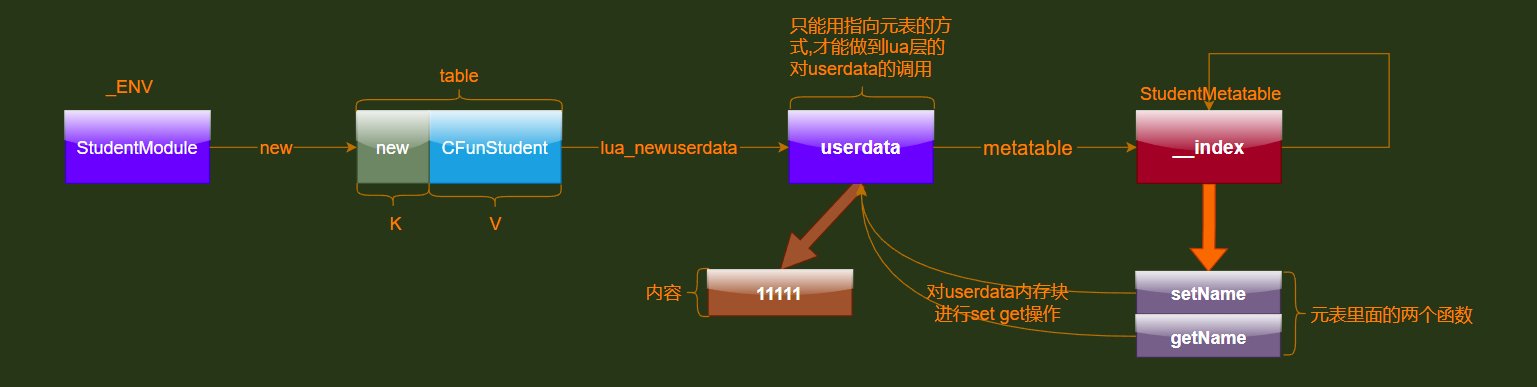 只能用指向元表的方
式,才能做到lua层的
对userdata的调用
_ENV
table
StudentMetatable
StudentModule
new
new
CFunStudent
lua_newuserdata
userdata
metatable
__index
K
V
内容
11111
对userdata内存块
进行set get操作
setName
getName
元表里面的两个函数